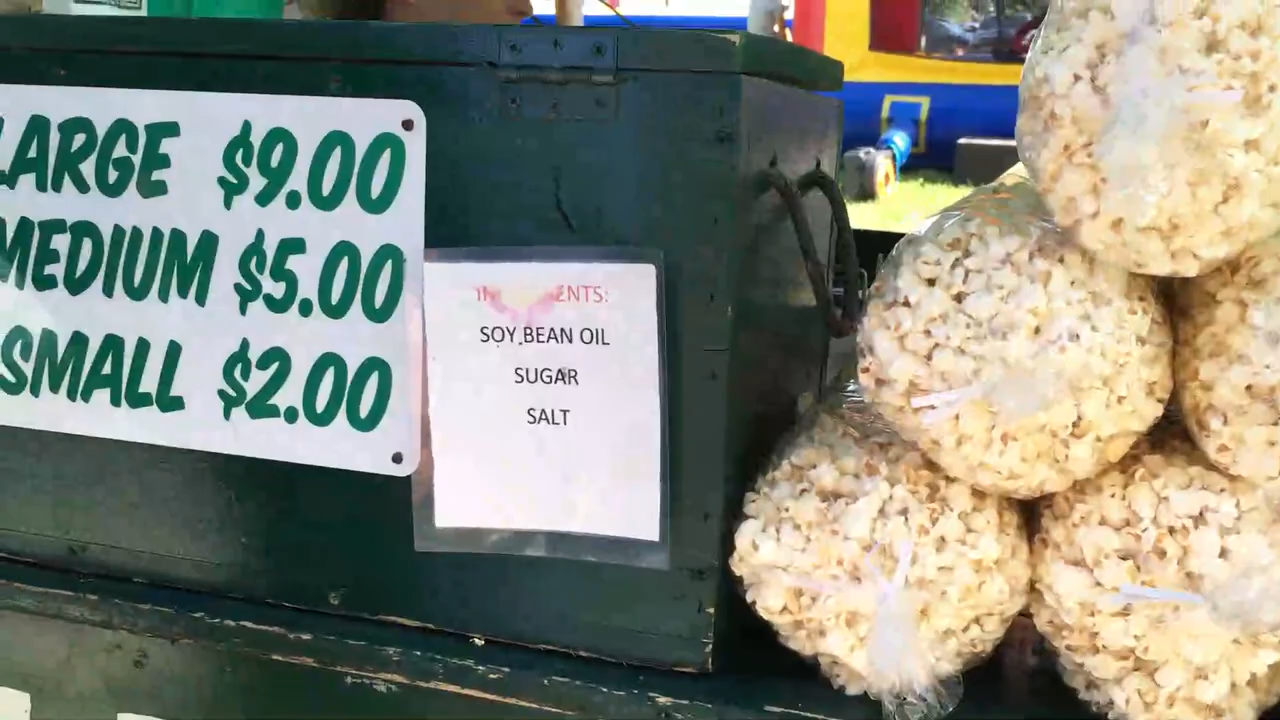 LARGE $9.00
MEDIUM $5.00
SMALL $2.00
SOY BEAN OIL
SUGAR
SALT